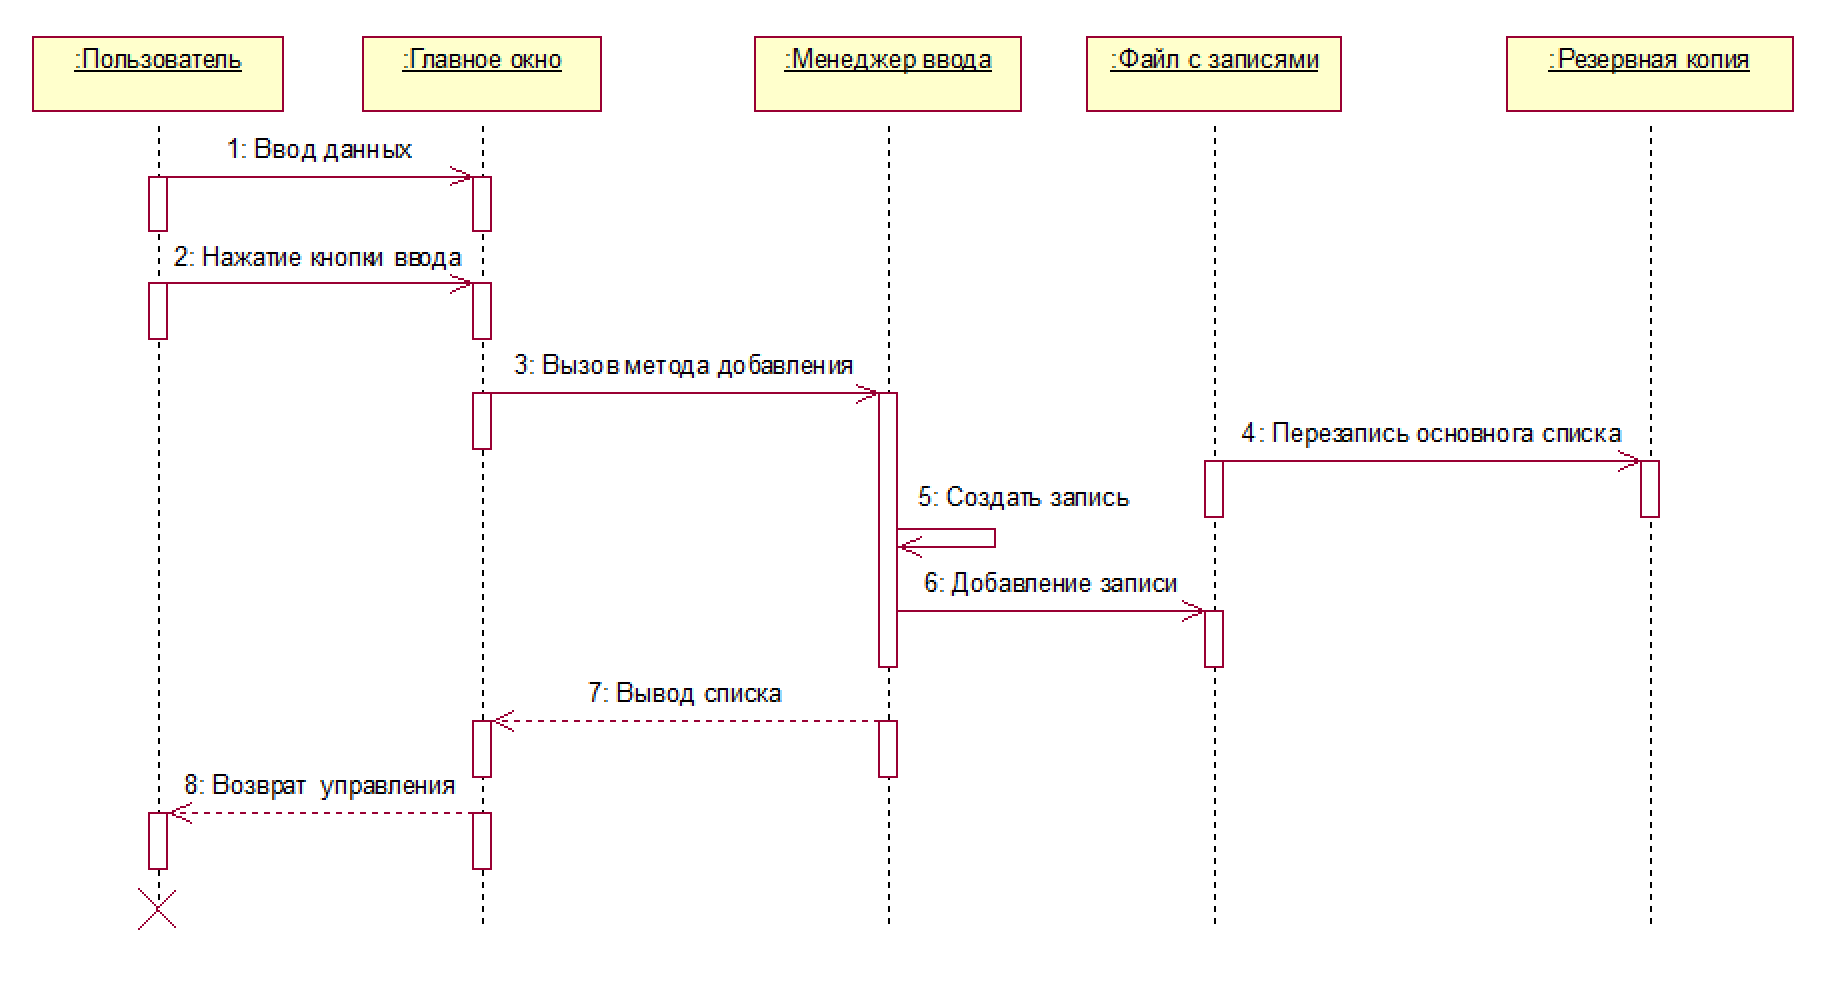 :Пользователь
:Главное окно
:Менеджер ввода
:Файл с записями
:Резервная копия
1: Ввод данных
2: Нажатие кнопки ввода
3: Вызов метода добавления
4: Перезапись основнога списка
5: Создать запись
6: Добавление записи
7: Вывод списка
8: Возврат управления